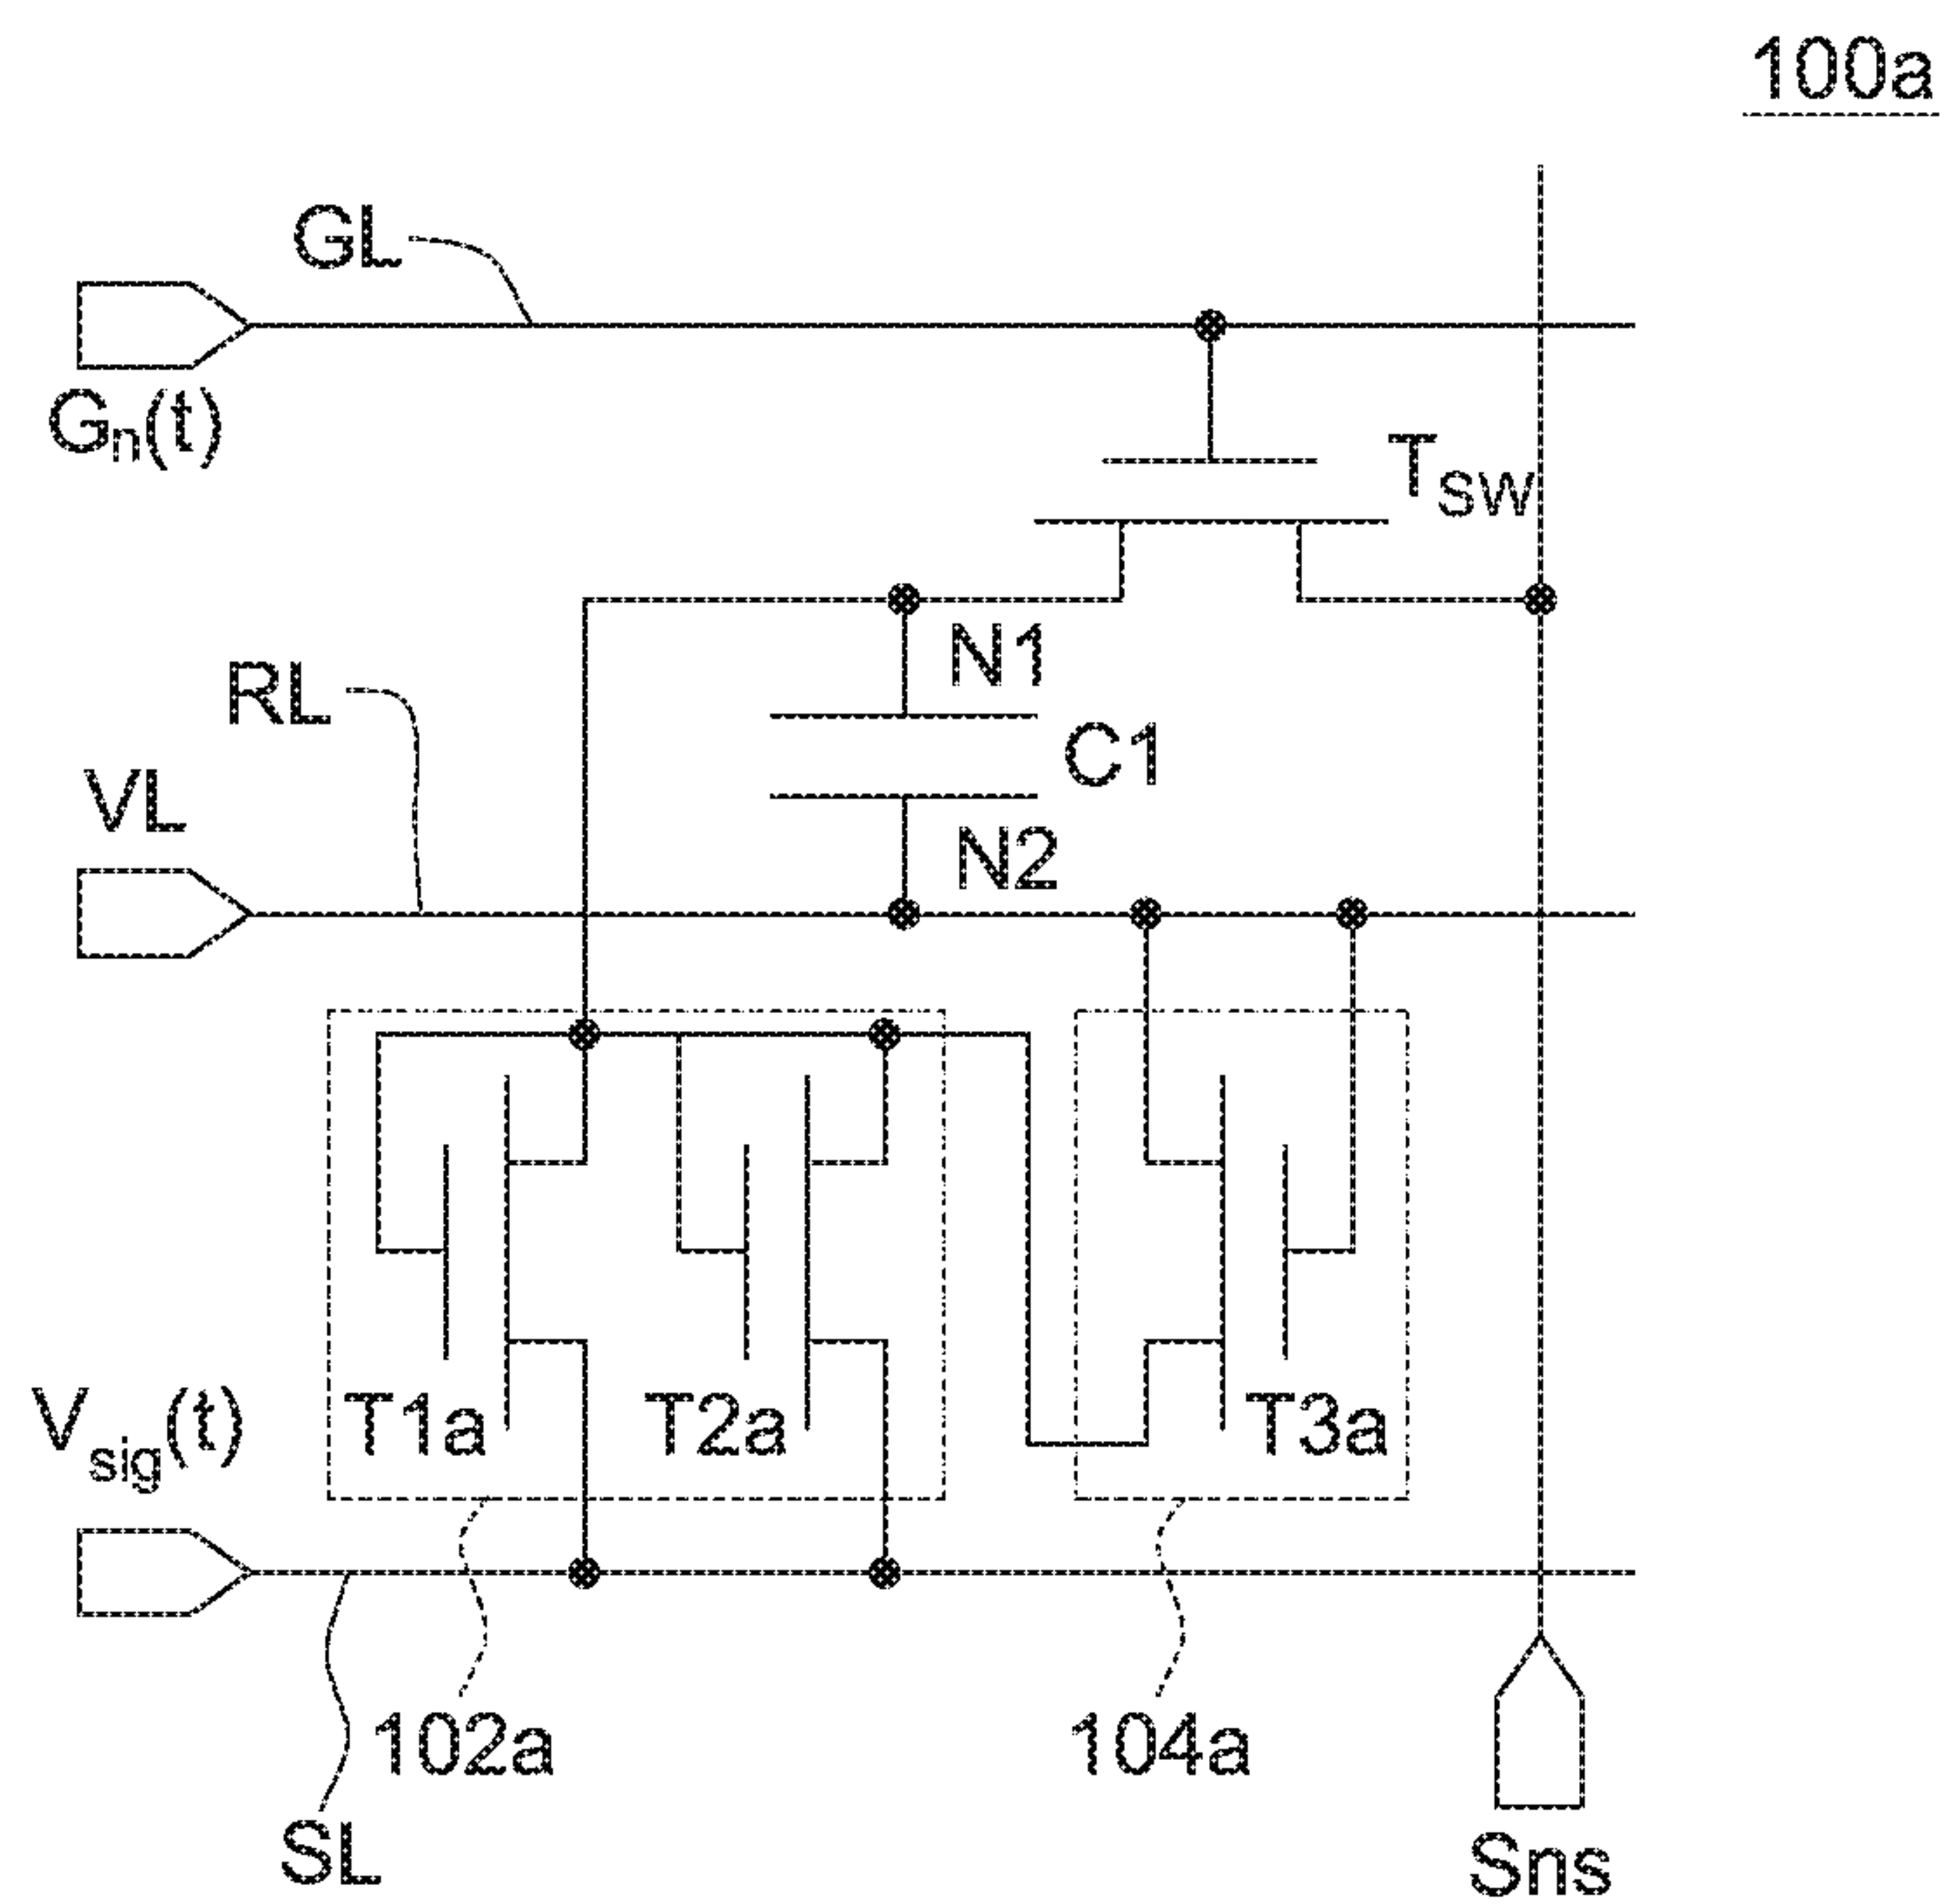 100a
GL
Gn(t)
TSW
N1
RL
C1
VL
N2
Vsig(t)
T1a
T2a
T3a
102a
104a
SL
Sns